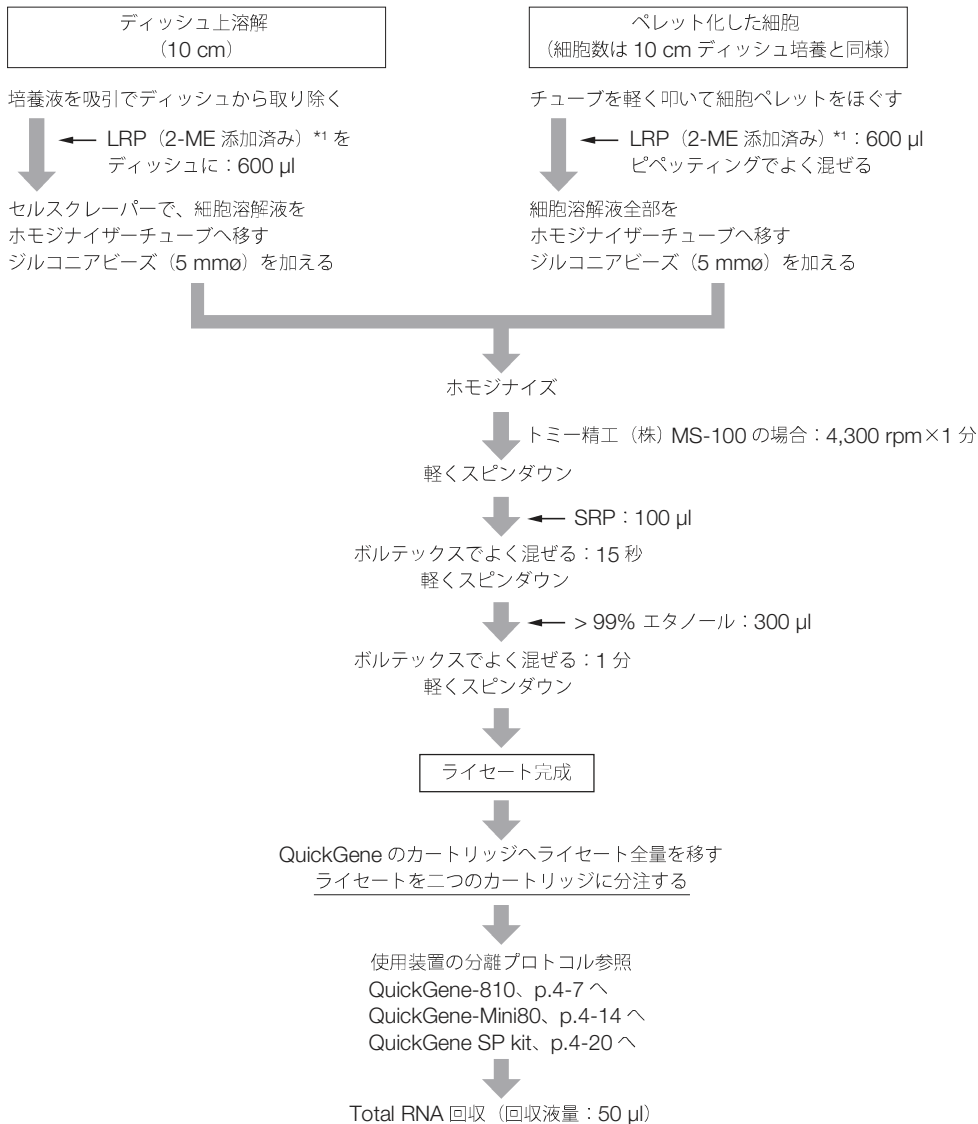 ディッシュ上溶解
（10 cm）
培養液を吸引でディッシュから取り除く
LRP（2-ME 添加済み）*1 を
ディッシュに：600 μl
セルスクレーパーで、細胞溶解液を
ホモジナイザーチューブへ移す
ジルコニアビーズ（5 mmø）を加える
ペレット化した細胞
（細胞数は 10 cm ディッシュ培養と同様）
チューブを軽く叩いて細胞ペレットをほぐす
LRP（2-ME 添加済み）*1：600 μl
ピペッティングでよく混ぜる
細胞溶解液全部を
ホモジナイザーチューブへ移す
ジルコニアビーズ（5 mmø）を加える
ホモジナイズ
トミー精工（株）MS-100 の場合：4,300 rpm×1 分
軽くスピンダウン
SRP：100 μl
ボルテックスでよく混ぜる：15 秒
軽くスピンダウン
> 99% エタノール：300 μl
ボルテックスでよく混ぜる：1 分
軽くスピンダウン
ライセート完成
QuickGene のカートリッジへライセート全量を移す
ライセートを二つのカートリッジに分注する
使用装置の分離プロトコル参照
QuickGene-810、p.4-7 へ
QuickGene-Mini80、p.4-14 へ
QuickGene SP kit、p.4-20 へ
Total RNA 回収（回収液量：50 μl）